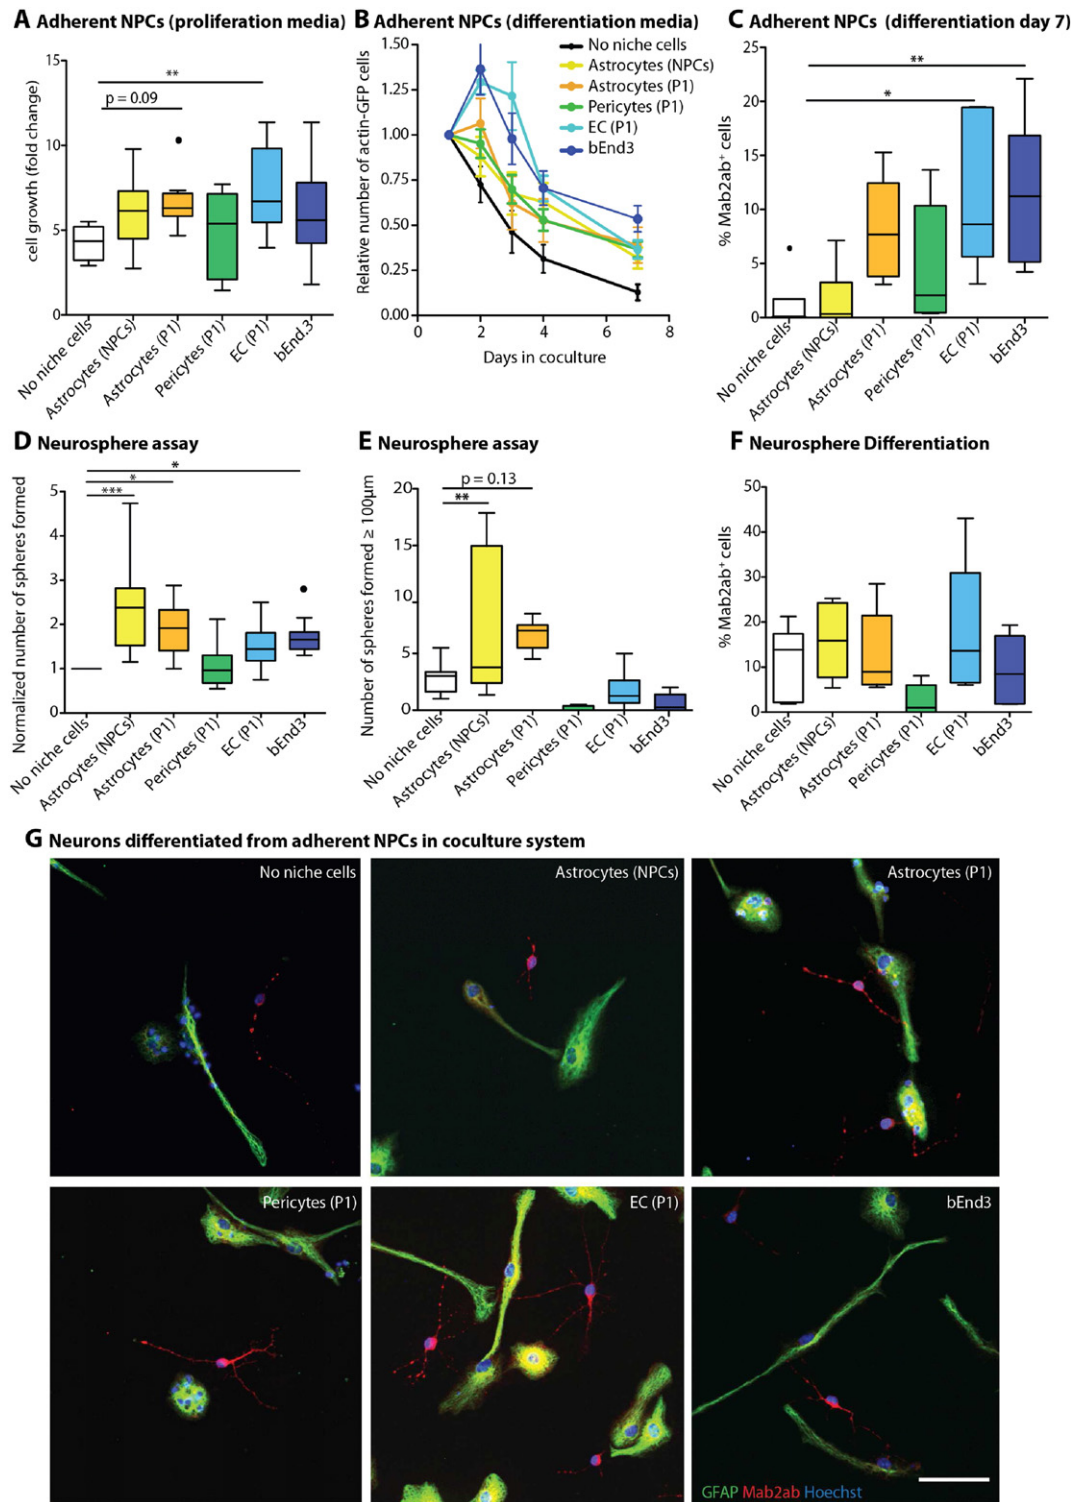 A Adherent NPCs (proliferation media)
cell growth (fold change)
15
10
5
0
**
p = 0.09
No niche cells
Astrocytes (NPCs)
Astrocytes (P1)
Pericytes (P1)
EC (P1)
bEnd.3
B Adherent NPCs (differentiation media)
Relative number of actin-GFP cells
1.50
1.25
1.00
0.75
0.50
0.25
0.00
0
2
4
6
8
Days in coculture
No niche cells
Astrocytes (NPCs)
Astrocytes (P1)
Pericytes (P1)
EC (P1)
bEnd3
C Adherent NPCs (differentiation day 7)
% Mab2ab+ cells
25
20
15
10
5
0
**
*
No niche cells
Astrocytes (NPCs)
Astrocytes (P1)
Pericytes (P1)
EC (P1)
bEnd3
D Neurosphere assay
Normalized number of spheres formed
5
4
3
2
1
0
*
*
***
No niche cells
Astrocytes (NPCs)
Astrocytes (P1)
Pericytes (P1)
EC (P1)
bEnd3
E Neurosphere assay
Number of spheres formed ≥ 100µm
20
15
10
5
0
p = 0.13
**
No niche cells
Astrocytes (NPCs)
Astrocytes (P1)
Pericytes (P1)
EC (P1)
bEnd3
F Neurosphere Differentiation
% Mab2ab+ cells
50
40
30
20
10
0
No niche cells
Astrocytes (NPCs)
Astrocytes (P1)
Pericytes (P1)
EC (P1)
bEnd3
G Neurons differentiated from adherent NPCs in coculture system
No niche cells
Astrocytes (NPCs)
Astrocytes (P1)
Pericytes (P1)
EC (P1)
bEnd3
GFAP Mab2ab Hoechst